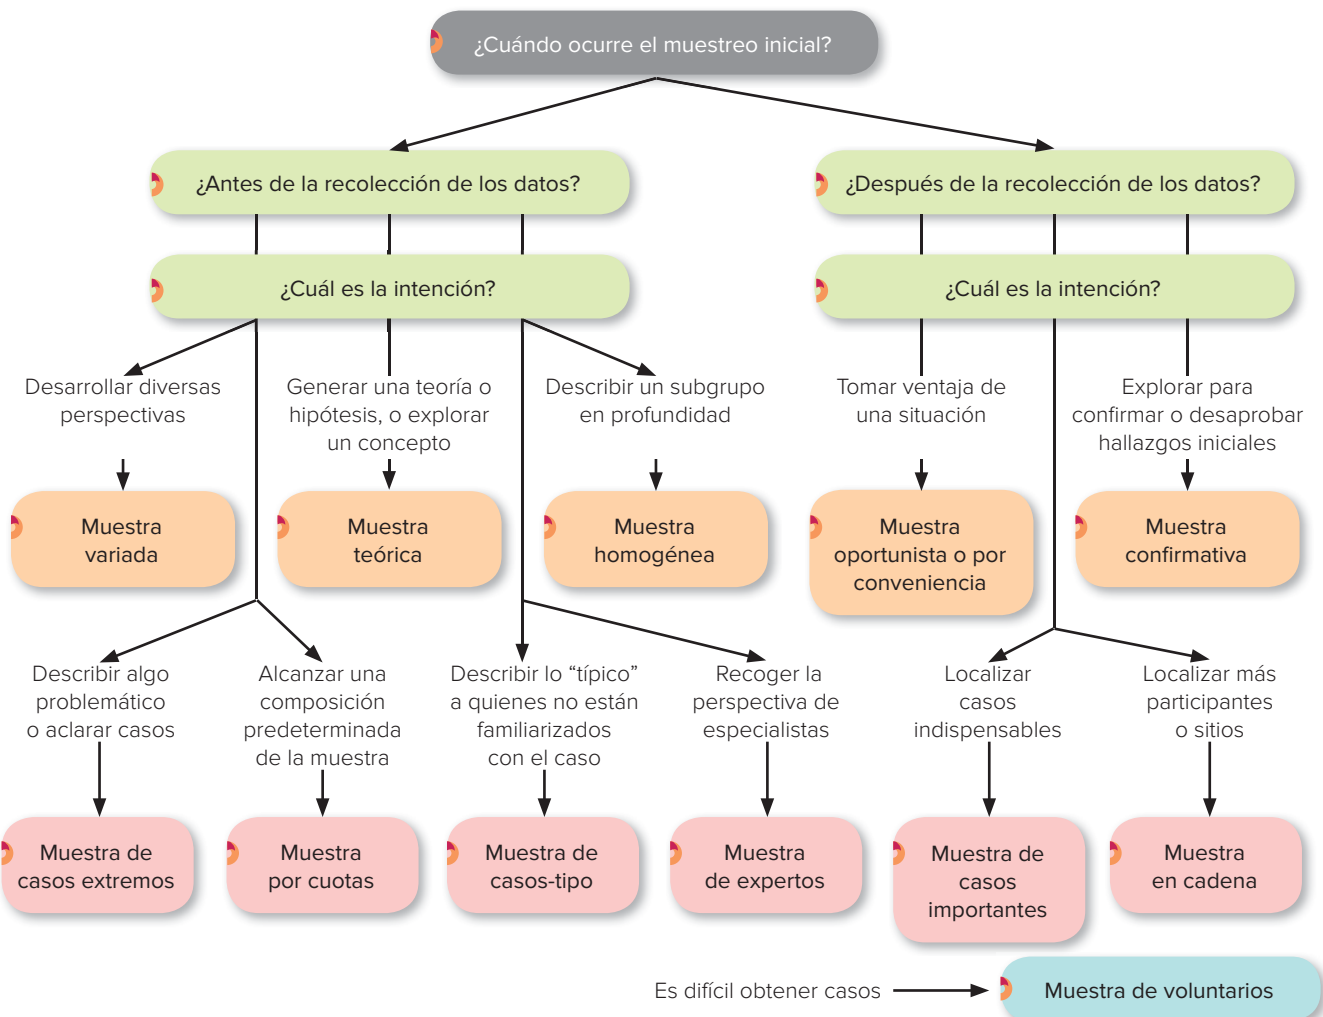 ¿Cuándo ocurre el muestreo inicial?
¿Antes de la recolección de los datos?
¿Después de la recolección de los datos?
¿Cuál es la intención?
¿Cuál es la intención?
Desarrollar diversas
perspectivas
Generar una teoría o
hipótesis, o explorar
un concepto
Describir un subgrupo
en profundidad
Tomar ventaja de
una situación
Explorar para
confirmar o desaprobar
hallazgos iniciales
Muestra
variada
Muestra
teórica
Muestra
homogénea
Muestra
oportunista o por
conveniencia
Muestra
confirmativa
Describir algo
problemático
o aclarar casos
Alcanzar una
composición
predeterminada
de la muestra
Describir lo “típico”
a quienes no están
familiarizados
con el caso
Recoger la
perspectiva de
especialistas
Localizar
casos
indispensables
Localizar más
participantes
o sitios
Muestra de
casos extremos
Muestra
por cuotas
Muestra de
casos-tipo
Muestra
de expertos
Muestra de
casos
importantes
Muestra
en cadena
Es difícil obtener casos
Muestra de voluntarios